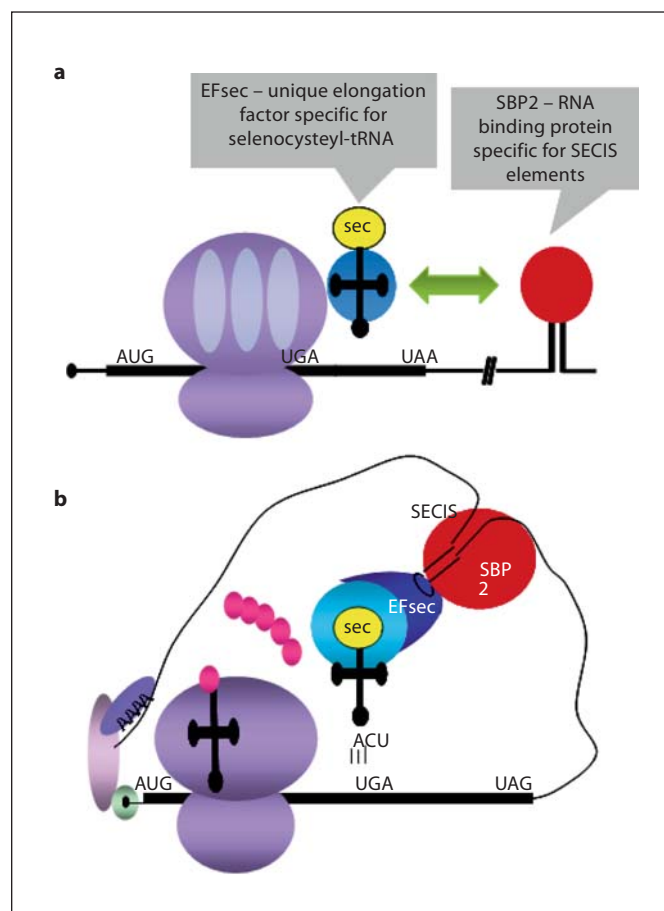 a
EFsec – unique elongation
factor specific for
selenocysteyl-tRNA
SBP2 – RNA
binding protein
specific for SECIS
elements
sec
AUG
UGA
UAA
b
SECIS
SBP
2
EFsec
sec
AAAA
ACU
AUG
UGA
UAG